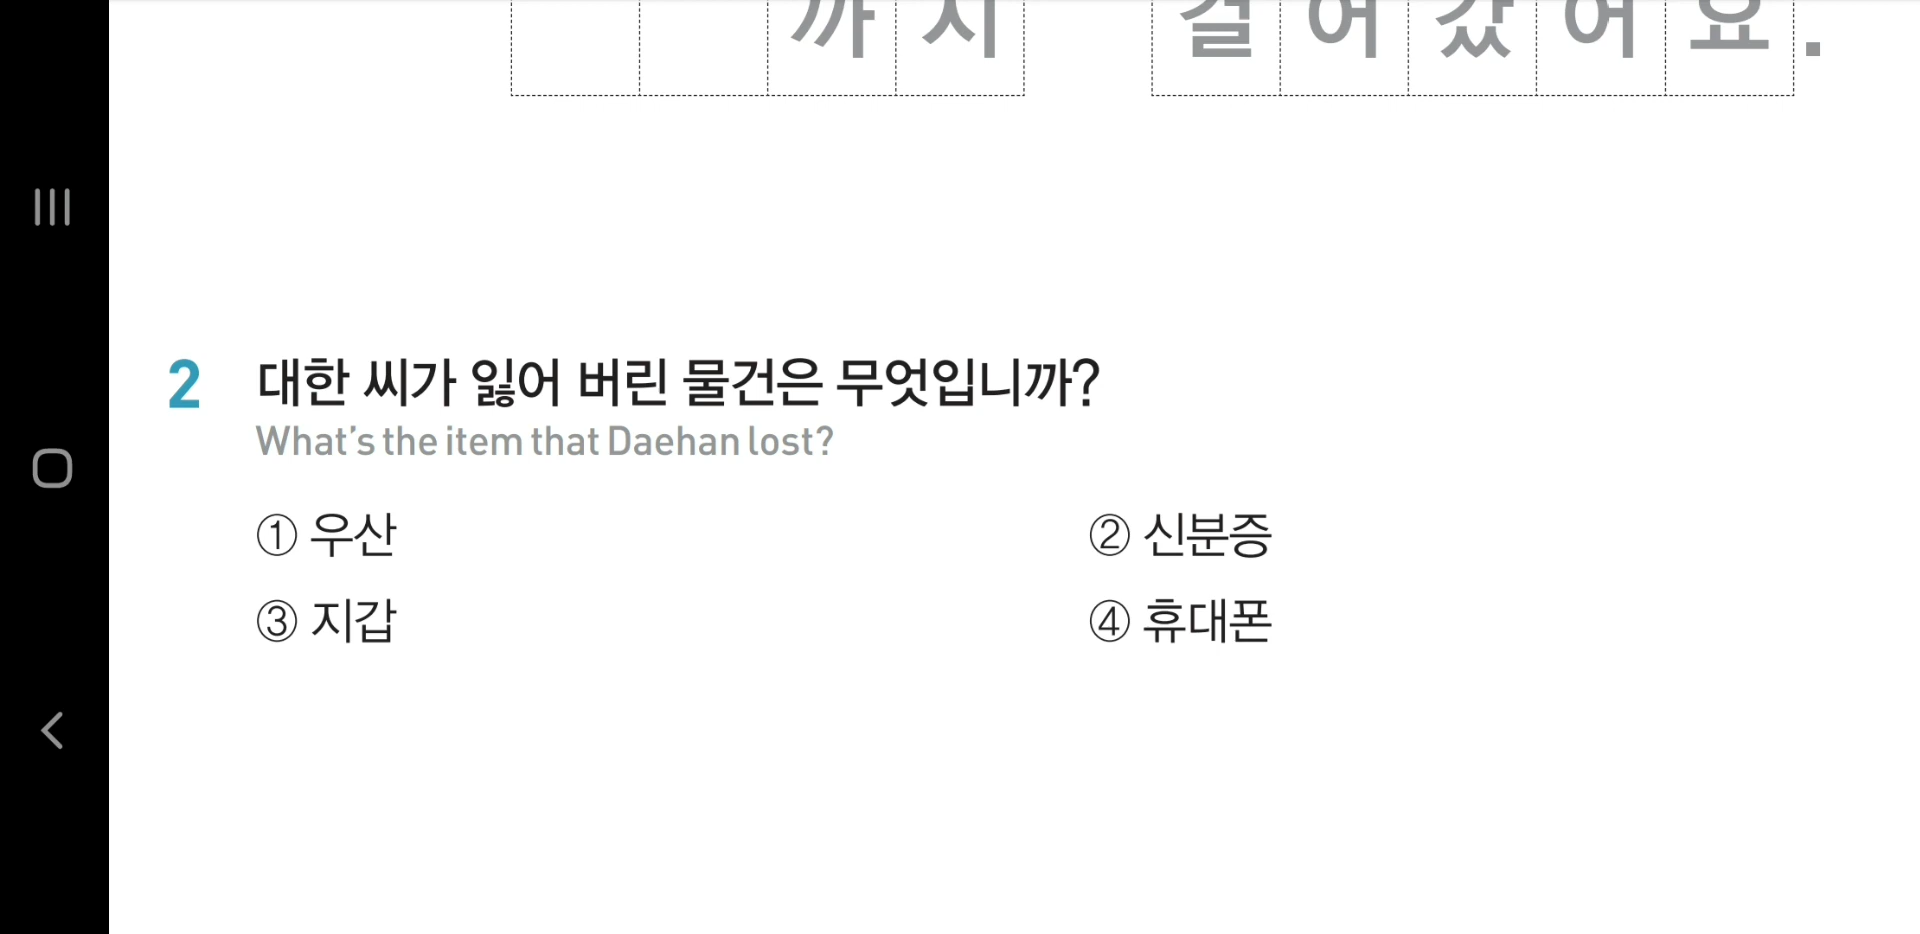 까지 걸어갔어요.
2 대한 씨가 잃어 버린 물건은 무엇입니까?
What's the item that Daehan lost?
① 우산 ② 신분증
③ 지갑 ④ 휴대폰